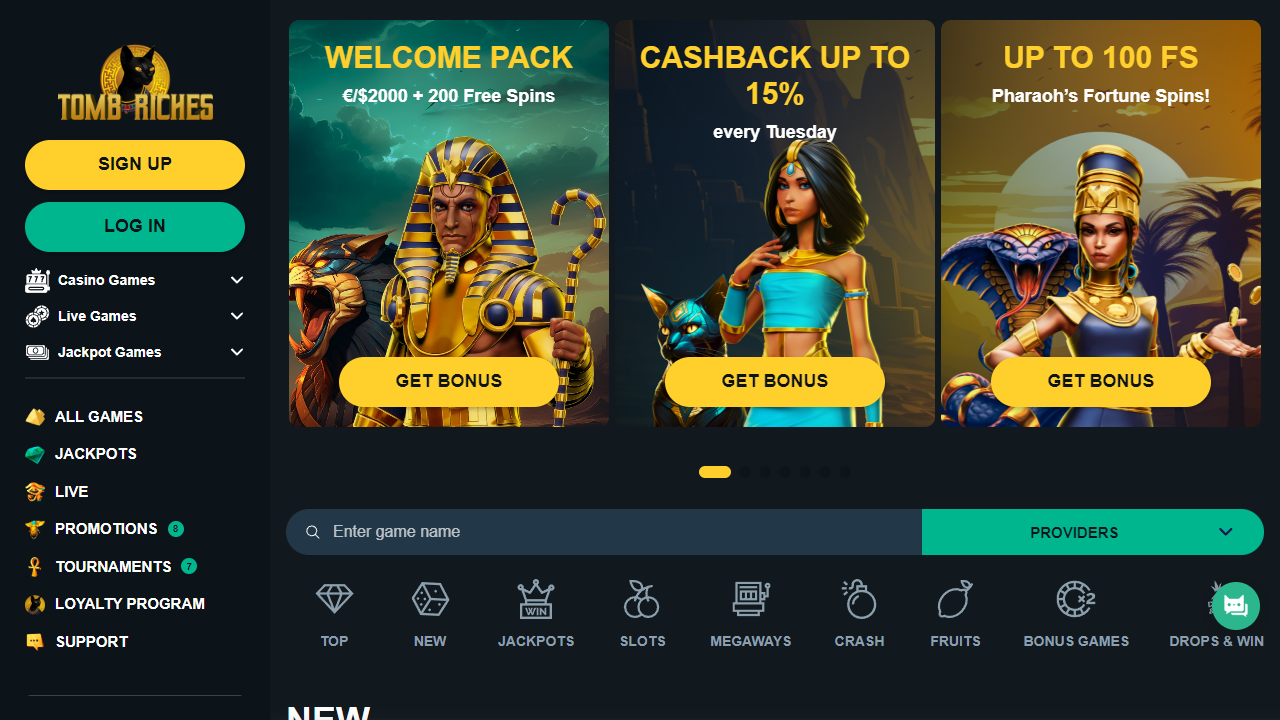 TOMB OF RICHES
SIGN UP
LOG IN
Casino Games
Live Games
Jackpot Games
ALL GAMES
JACKPOTS
LIVE
PROMOTIONS 8
TOURNAMENTS 7
LOYALTY PROGRAM
SUPPORT
WELCOME PACK
€/$2000 + 200 Free Spins
GET BONUS
CASHBACK UP TO
15%
every Tuesday
GET BONUS
UP TO 100 FS
Pharaoh’s Fortune Spins!
GET BONUS
Enter game name
PROVIDERS
TOP
NEW
WIN
JACKPOTS
SLOTS
MEGAWAYS
CRASH
FRUITS
X2
BONUS GAMES
DROPS & WIN
NEW